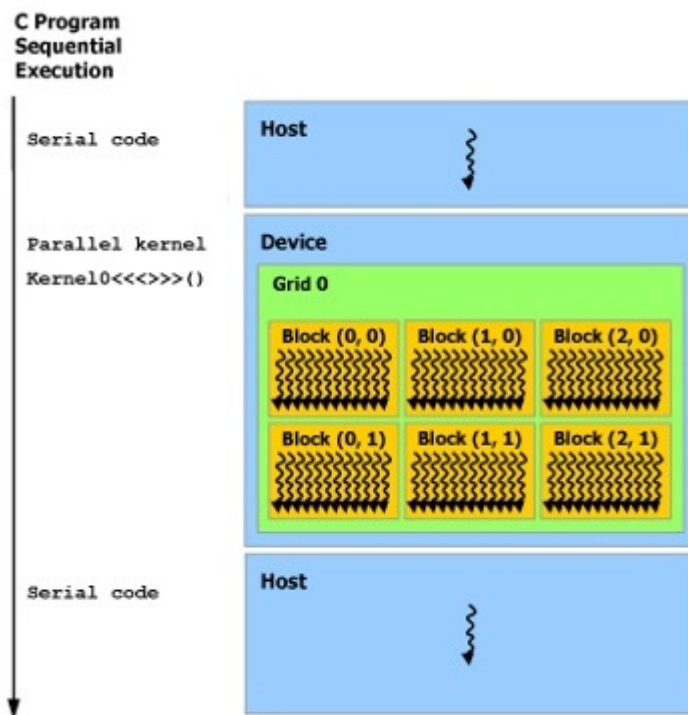 C Program
Sequential
Execution
Serial code
Host
Parallel kernel
Kernel0<<<>>>()
Device
Grid 0
Block (0, 0) Block (1, 0) Block (2, 0)
Block (0, 1) Block (1, 1) Block (2, 1)
Serial code
Host